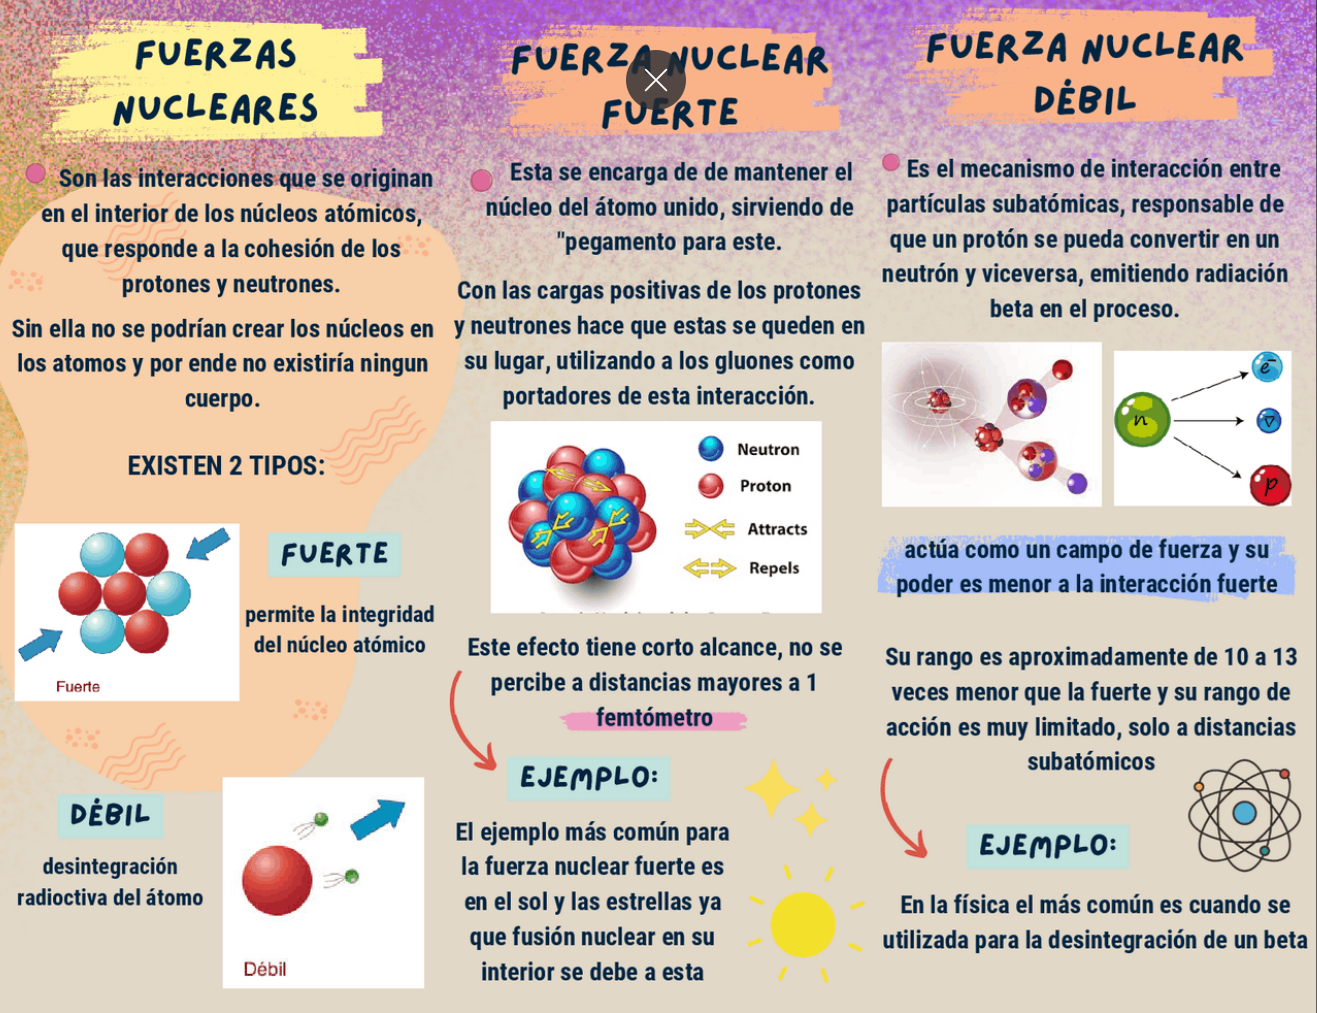 FUERZAS
NUCLEARES
Son las interacciones que se originan
en el interior de los núcleos atómicos,
que responde a la cohesión de los
protones y neutrones.
Sin ella no se podrían crear los núcleos en
los atomos y por ende no existiría ningun
cuerpo.
EXISTEN 2 TIPOS:
Fuerte
FUERTE
permite la integridad
del núcleo atómico
DÉBIL
desintegración
radioctiva del átomo
Débil
FUERZA NUCLEAR
FUERTE
Esta se encarga de de mantener el
núcleo del átomo unido, sirviendo de
"pegamento para este.
Con las cargas positivas de los protones
y neutrones hace que estas se queden en
su lugar, utilizando a los gluones como
portadores de esta interacción.
Neutron
Proton
Attracts
Repels
Este efecto tiene corto alcance, no se
percibe a distancias mayores a 1
femtómetro
EJEMPLO:
El ejemplo más común para
la fuerza nuclear fuerte es
en el sol y las estrellas ya
que fusión nuclear en su
interior se debe a esta
FUERZA NUCLEAR
DÉBIL
Es el mecanismo de interacción entre
partículas subatómicas, responsable de
que un protón se pueda convertir en un
neutrón y viceversa, emitiendo radiación
beta en el proceso.
n
e̅
v̅
p
actúa como un campo de fuerza y su
poder es menor a la interacción fuerte
Su rango es aproximadamente de 10 a 13
veces menor que la fuerte y su rango de
acción es muy limitado, solo a distancias
subatómicos
EJEMPLO:
En la física el más común es cuando se
utilizada para la desintegración de un beta